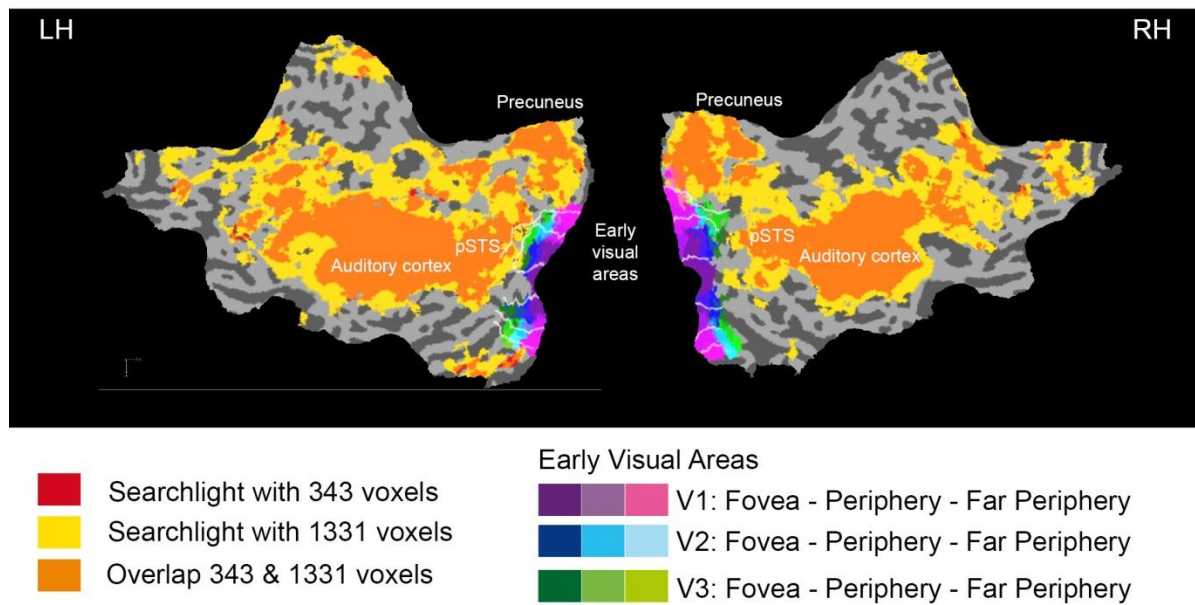 LH
RH
Precuneus
Precuneus
pSTS
Early
visual
areas
pSTS
Auditory cortex
Auditory cortex
Searchlight with 343 voxels
Searchlight with 1331 voxels
Overlap 343 & 1331 voxels
Early Visual Areas
V1: Fovea - Periphery - Far Periphery
V2: Fovea - Periphery - Far Periphery
V3: Fovea - Periphery - Far Periphery